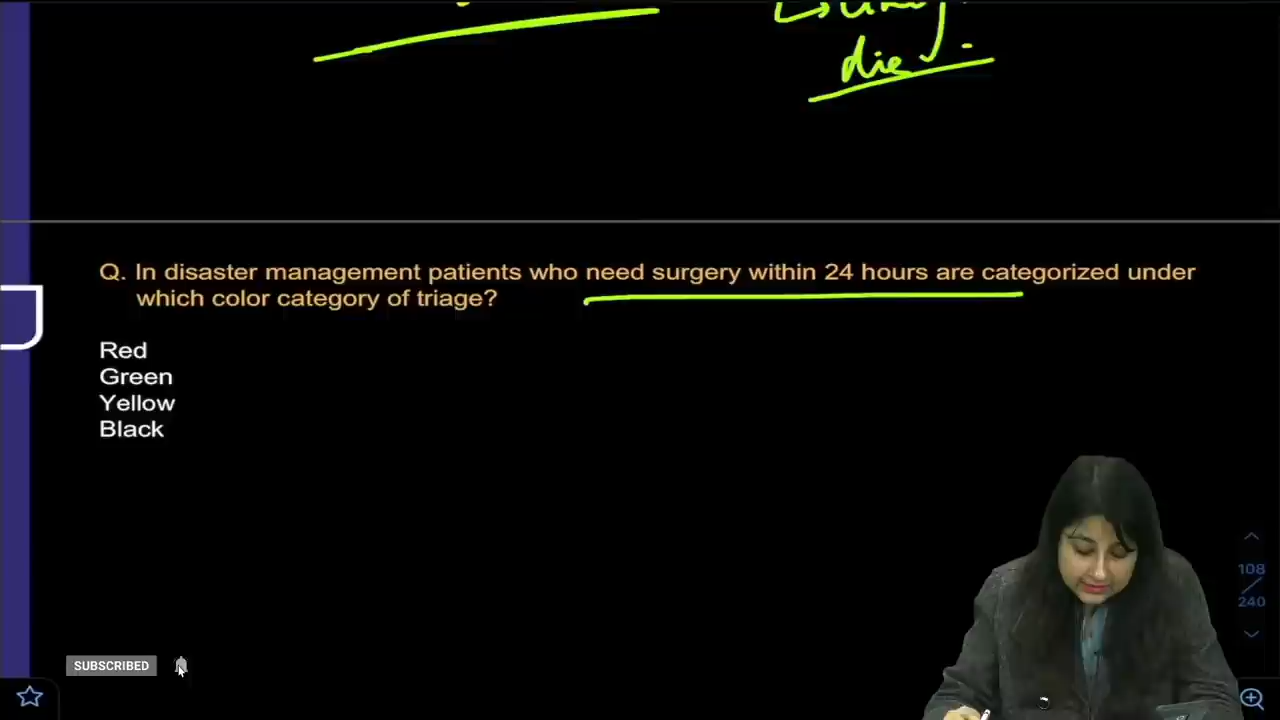 die
Q. In disaster management patients who need surgery within 24 hours are categorized under
which color category of triage?
Red
Green
Yellow
Black
108
240
SUBSCRIBED